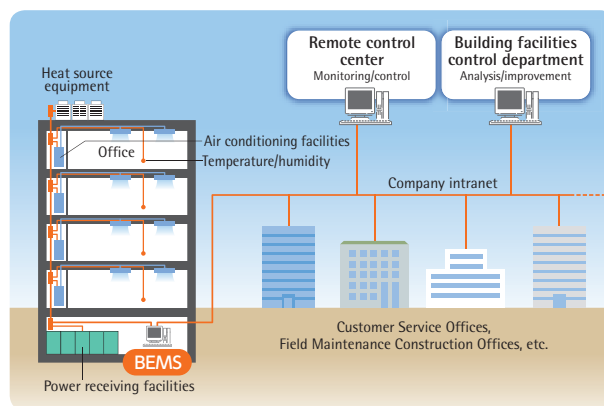 Remote control
center
Monitoring/control
Building facilities
control department
Analysis/improvement
Heat source
equipment
Office
Air conditioning facilities
Temperature/humidity
Company intranet
Customer Service Offices,
Field Maintenance Construction Offices, etc.
BEMS
Power receiving facilities